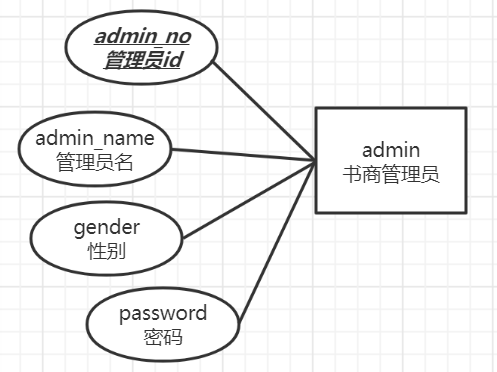 admin_no
管理员id
admin_name
管理员名
admin
书商管理员
gender
性别
password
密码